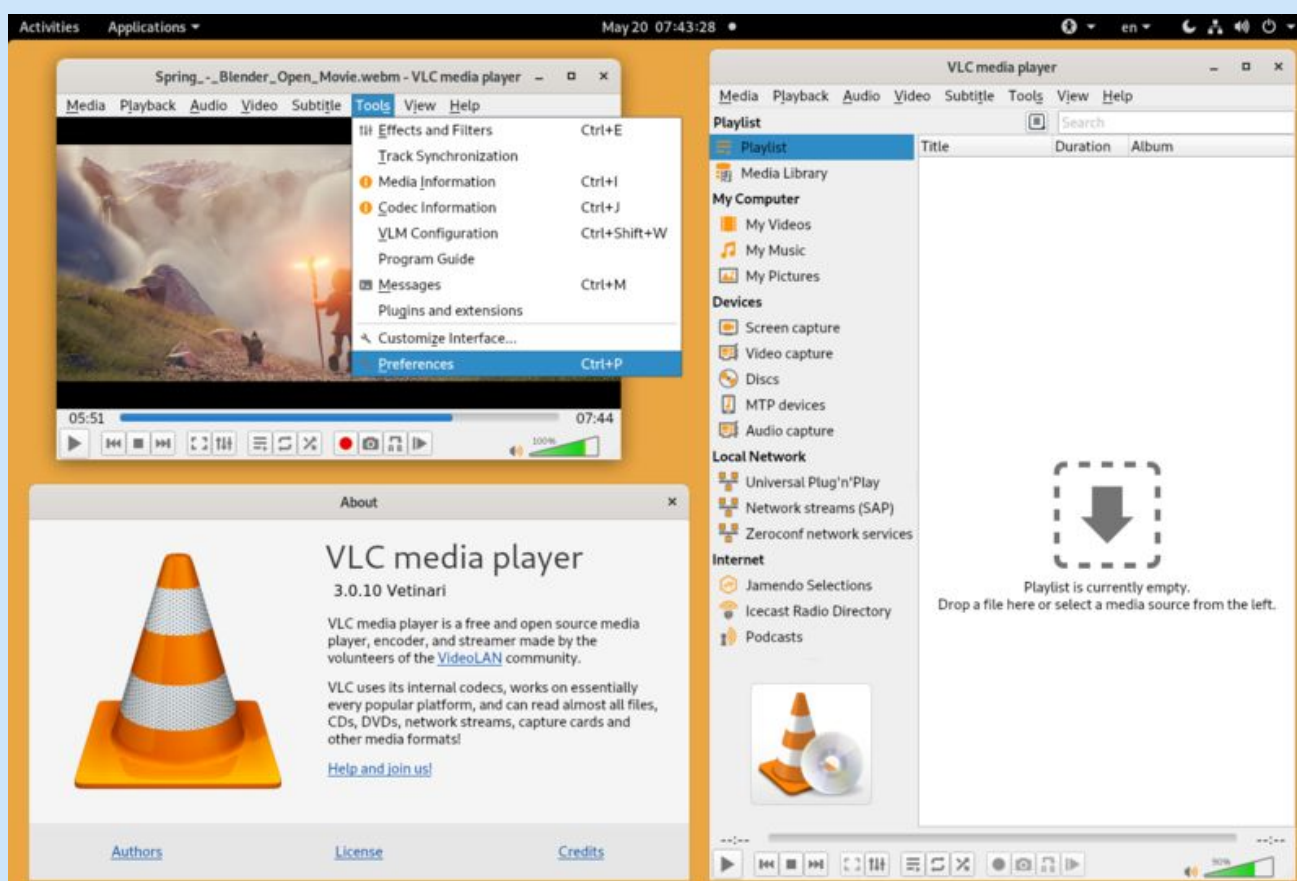 Activities Applications May 20 07:43:28 en
Spring_-_Blender_Open_Movie.webm - VLC media player
Media Playback Audio Video Subtitle Tools View Help
Effects and Filters Ctrl+E
Track Synchronization
Media Information Ctrl+I
Codec Information Ctrl+J
VLM Configuration Ctrl+Shift+W
Program Guide
Messages Ctrl+M
Plugins and extensions
Customize Interface...
Preferences Ctrl+P
05:51 07:44
100%
About
VLC media player
3.0.10 Vetinari
VLC media player is a free and open source media
player, encoder, and streamer made by the
volunteers of the VideoLAN community.
VLC uses its internal codecs, works on essentially
every popular platform, and can read almost all files,
CDs, DVDs, network streams, capture cards and
other media formats!
Help and join us!
Authors License Credits
VLC media player
Media Playback Audio Video Subtitle Tools View Help
Playlist Search
Playlist
Media Library
My Computer
My Videos
My Music
My Pictures
Devices
Screen capture
Video capture
Discs
MTP devices
Audio capture
Local Network
Universal Plug'n'Play
Network streams (SAP)
Zeroconf network services
Internet
Jamendo Selections
Icecast Radio Directory
Podcasts
Title Duration Album
Playlist is currently empty.
Drop a file here or select a media source from the left.
--:-- --:--
90%